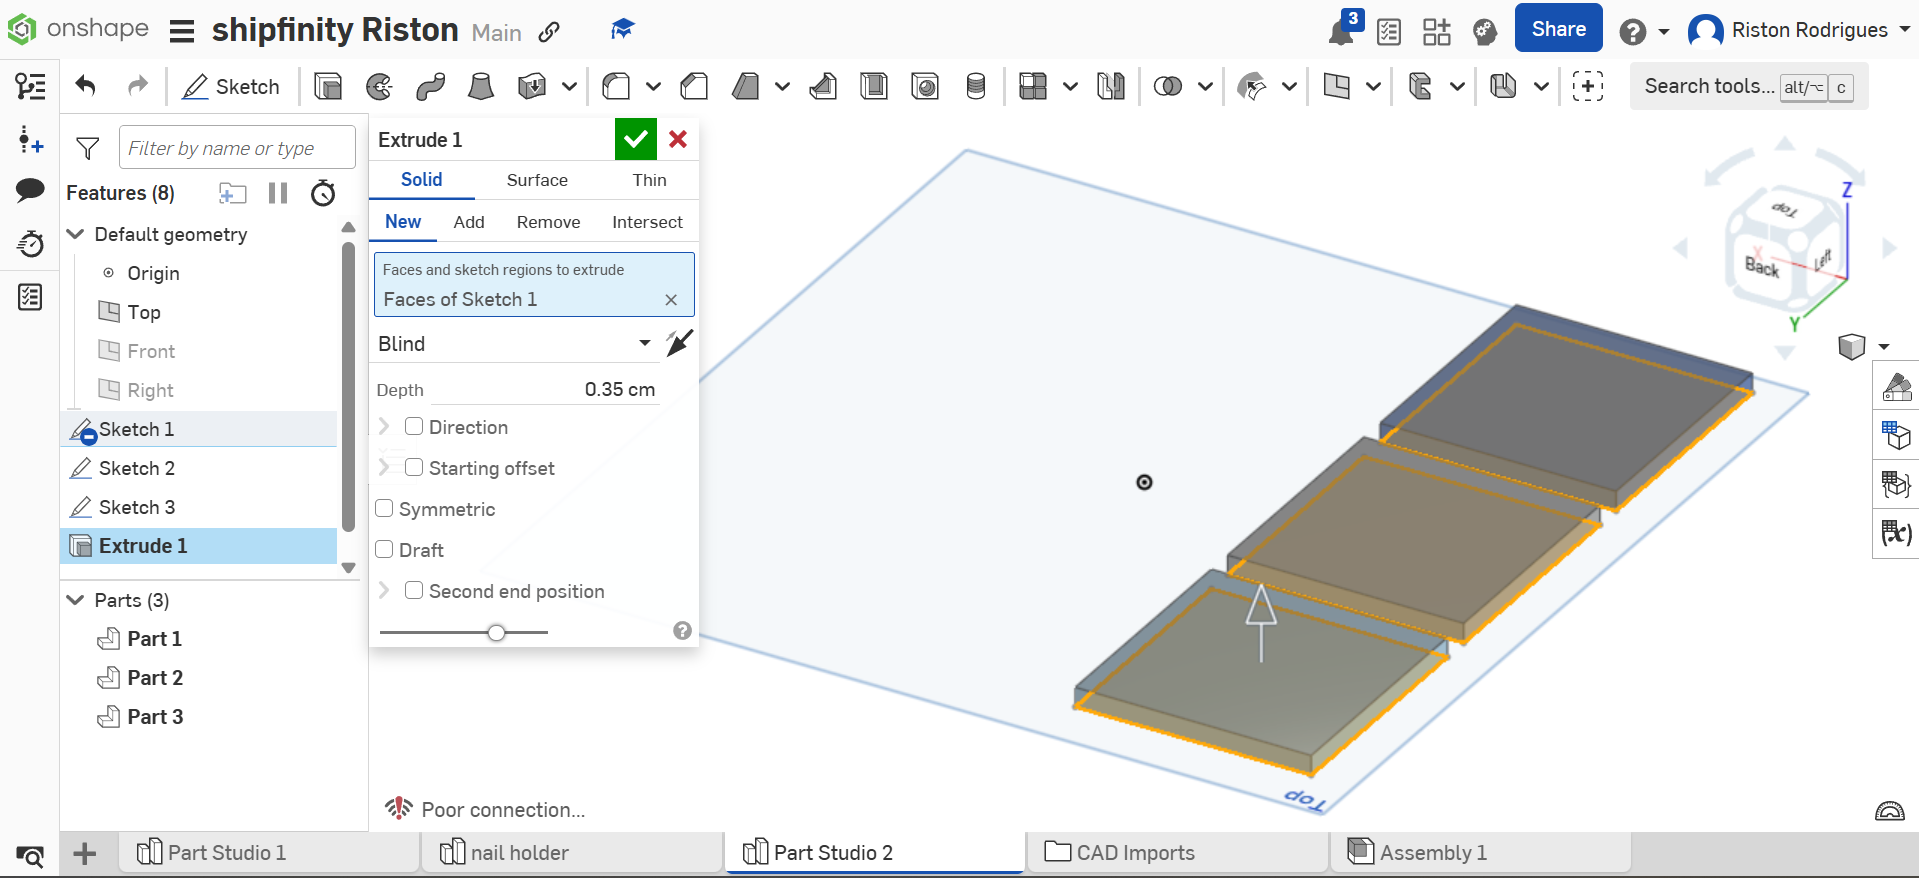 onshape
shipfinity Riston Main
3
Share
Riston Rodrigues
Sketch
Search tools... alt/⌥ c
Filter by name or type
Features (8)
Default geometry
Origin
Top
Front
Right
Sketch 1
Sketch 2
Sketch 3
Extrude 1
Parts (3)
Part 1
Part 2
Part 3
Extrude 1
Solid Surface Thin
New Add Remove Intersect
Faces and sketch regions to extrude
Faces of Sketch 1
Blind
Depth 0.35 cm
Direction
Starting offset
Symmetric
Draft
Second end position
Poor connection...
Top
Z
Top
X
Back
Left
Y
(x)
Part Studio 1
nail holder
Part Studio 2
CAD Imports
Assembly 1